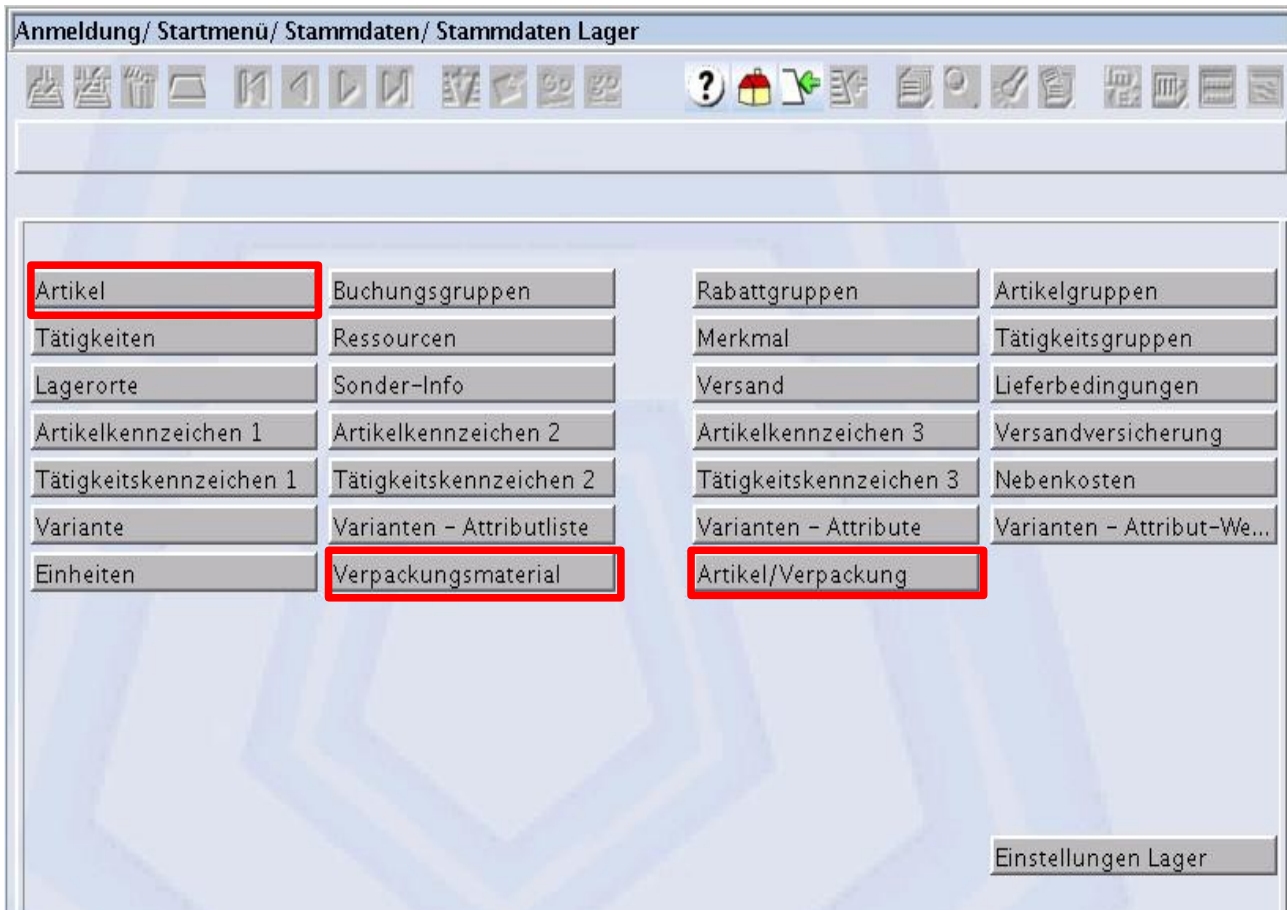 Anmeldung/ Startmenü/ Stammdaten/ Stammdaten Lager
?
Artikel Buchungsgruppen Rabattgruppen Artikelgruppen
Tätigkeiten Ressourcen Merkmal Tätigkeitsgruppen
Lagerorte Sonder-Info Versand Lieferbedingungen
Artikelkennzeichen 1 Artikelkennzeichen 2 Artikelkennzeichen 3 Versandversicherung
Tätigkeitskennzeichen 1 Tätigkeitskennzeichen 2 Tätigkeitskennzeichen 3 Nebenkosten
Variante Varianten - Attributliste Varianten - Attribute Varianten - Attribut-We...
Einheiten Verpackungsmaterial Artikel/Verpackung
Einstellungen Lager